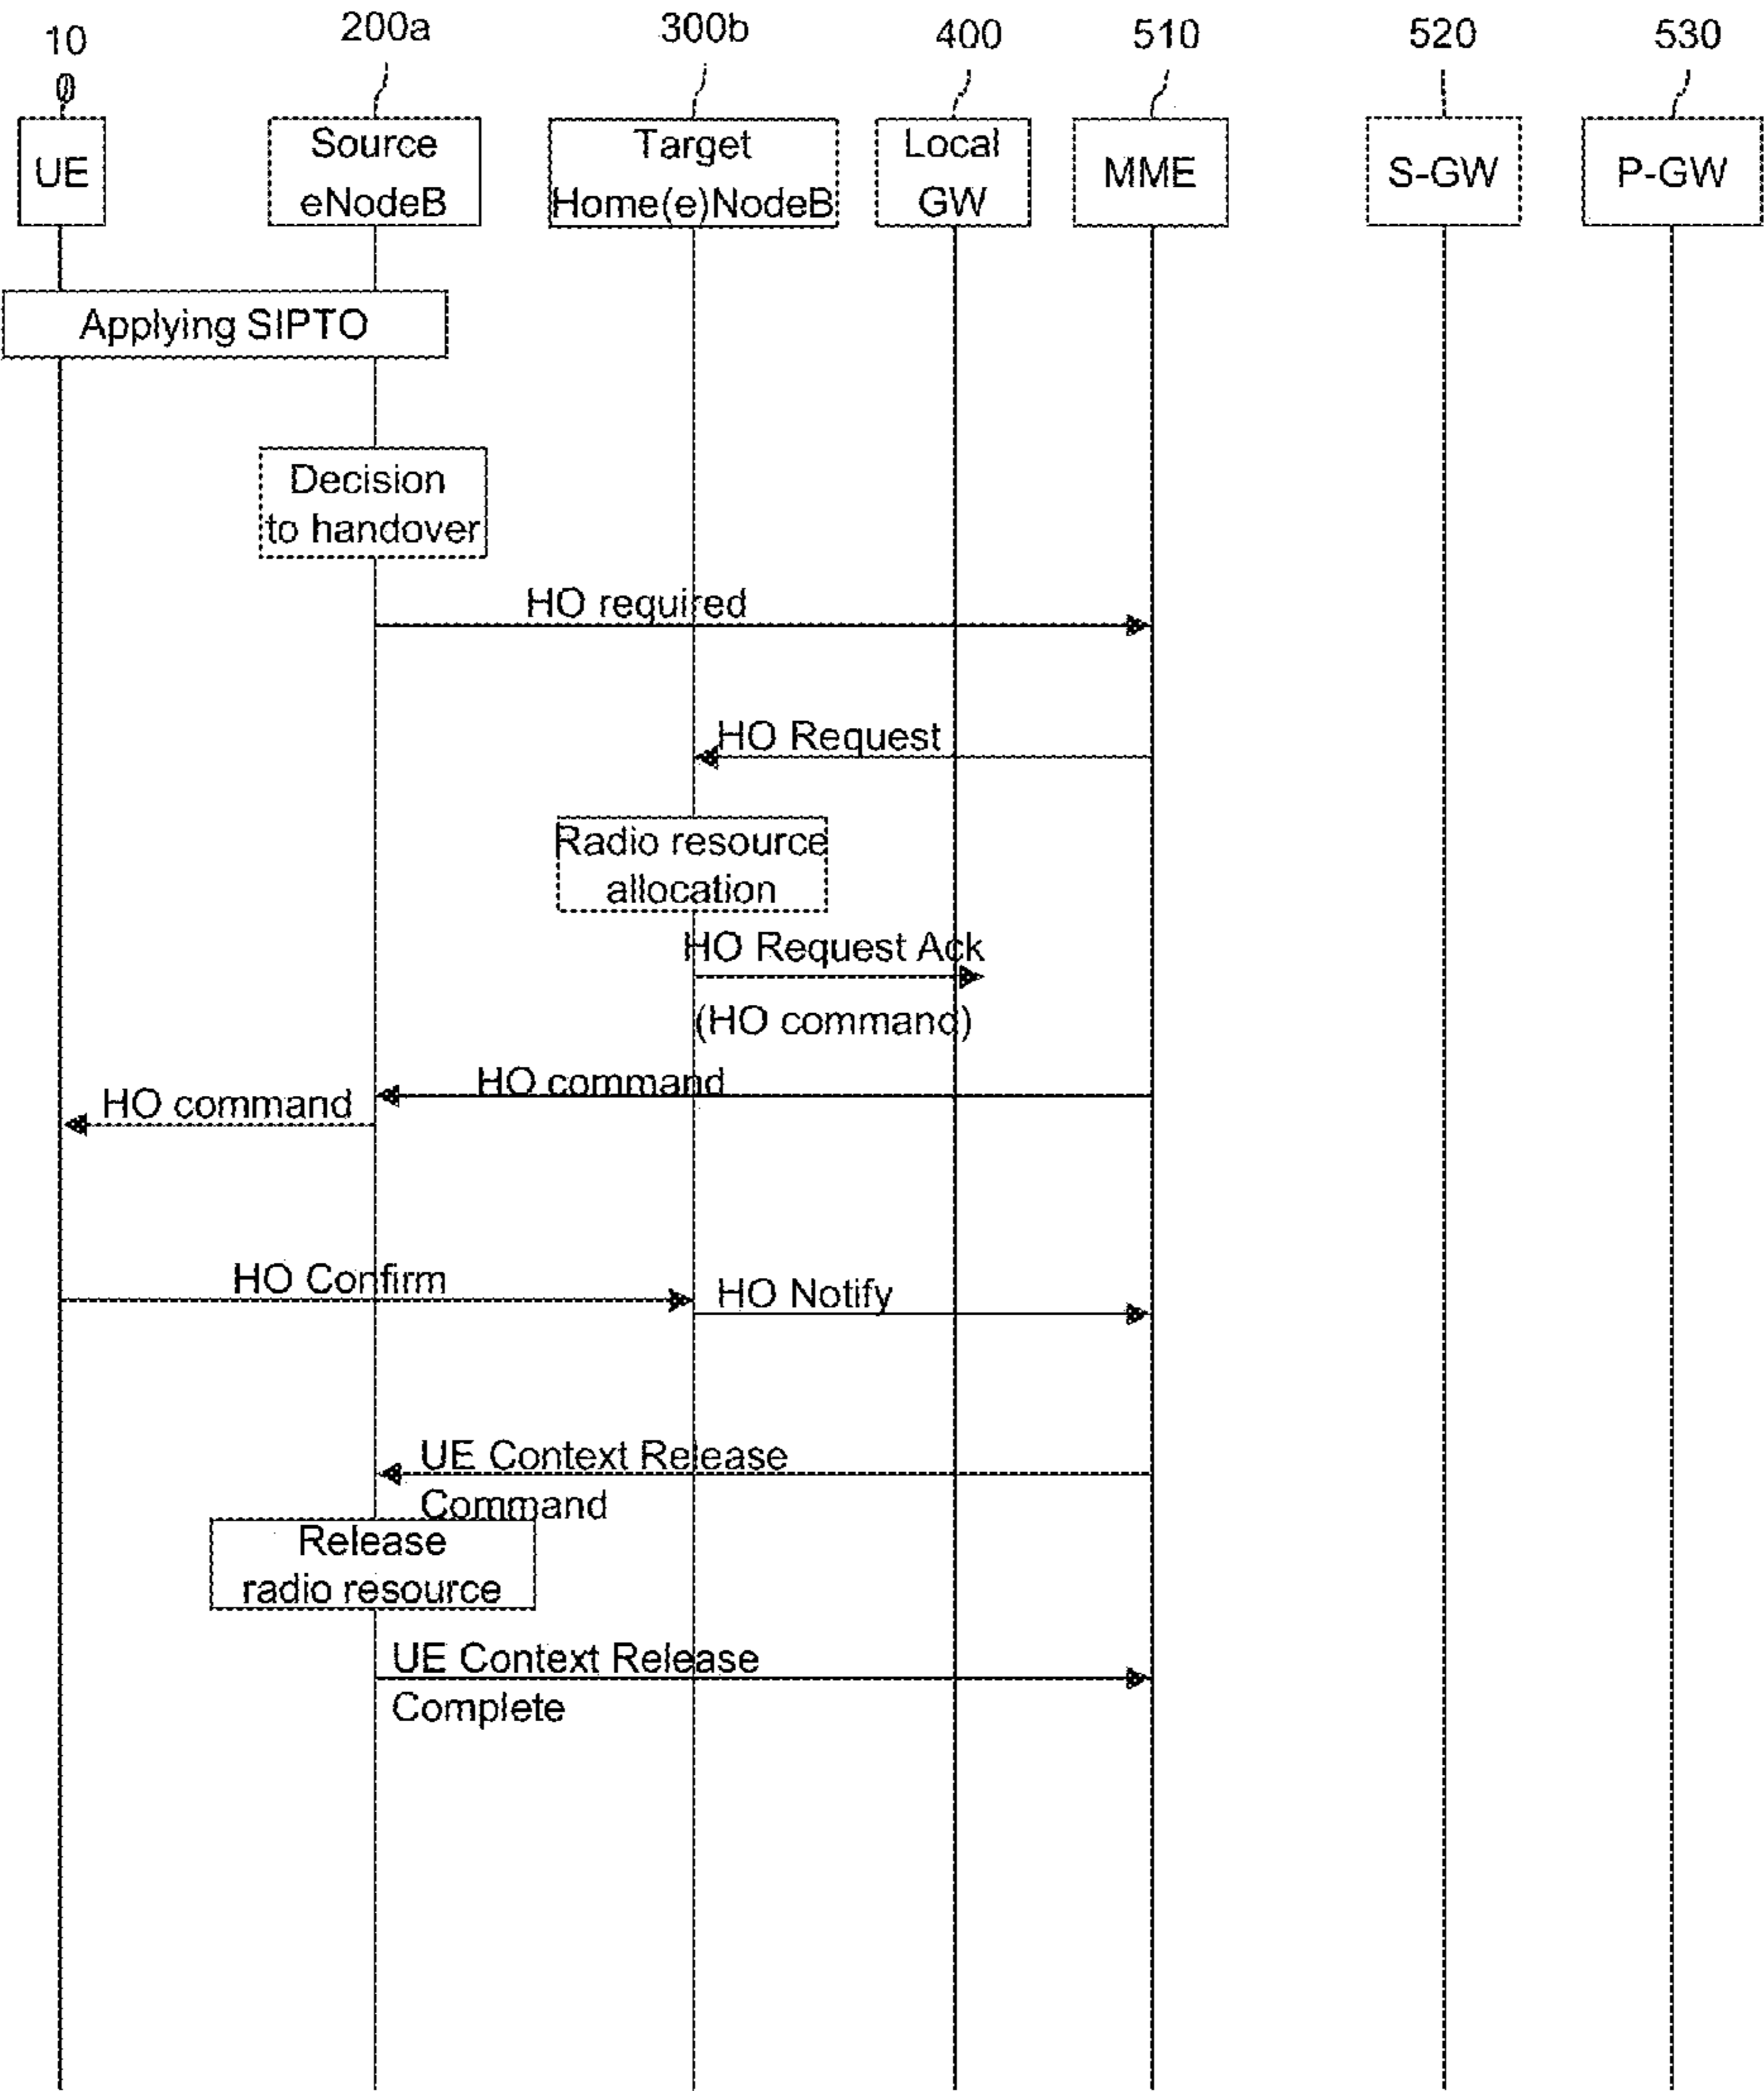 10
0
200a
300b
400
510
520
530
UE
Source
eNodeB
Target
Home(e)NodeB
Local
GW
MME
S-GW
P-GW
Applying SIPTO
Decision
to handover
HO required
HO Request
Radio resource
allocation
HO Request Ack
(HO command)
HO command
HO command
HO Confirm
HO Notify
UE Context Release
Command
Release
radio resource
UE Context Release
Complete